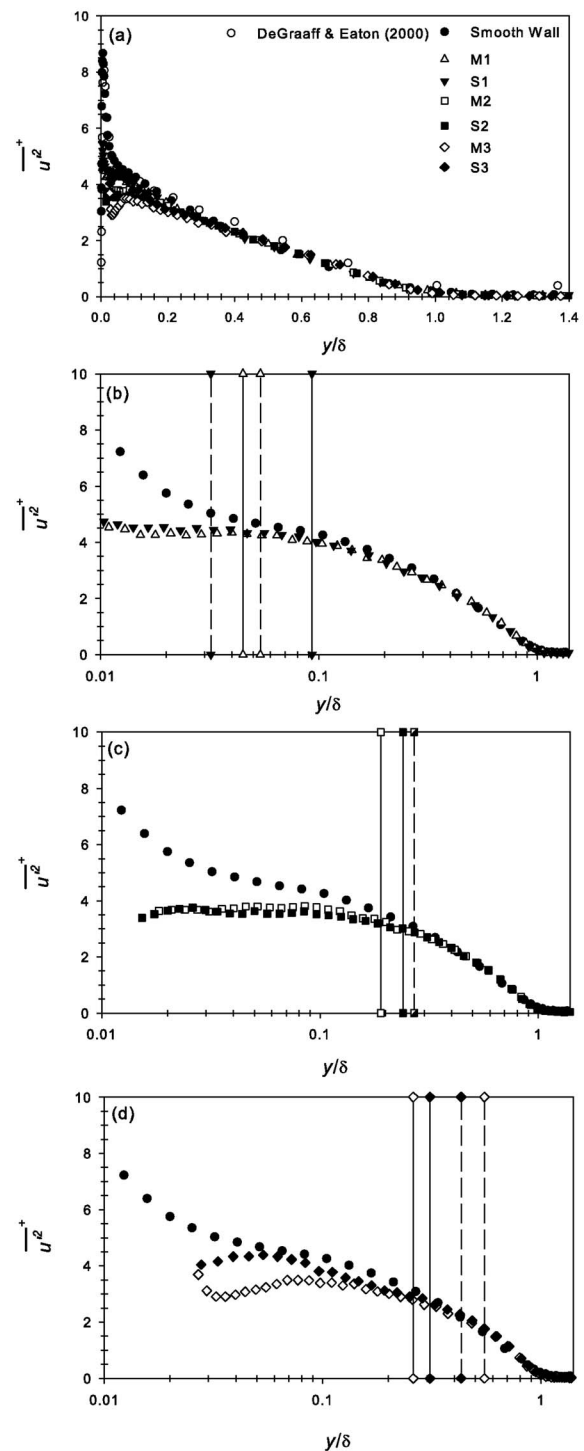 (a)
DeGraaff & Eaton (2000)
Smooth Wall
M1
S1
M2
S2
M3
S3
10
8
6
4
2
0
u'²⁺
0.0 0.2 0.4 0.6 0.8 1.0 1.2 1.4
y/δ
(b)
10
8
6
4
2
0
u'²⁺
0.01 0.1 1
y/δ
(c)
10
8
6
4
2
0
u'²⁺
0.01 0.1 1
y/δ
(d)
10
8
6
4
2
0
u'²⁺
0.01 0.1 1
y/δ